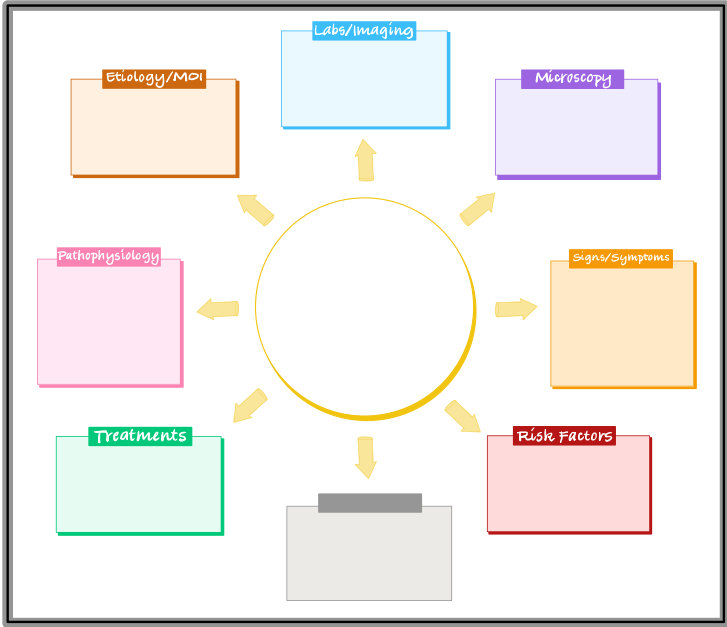 Labs/Imaging
Etiology/MOI
Microscopy
Pathophysiology
Signs/Symptoms
Treatments
Risk Factors